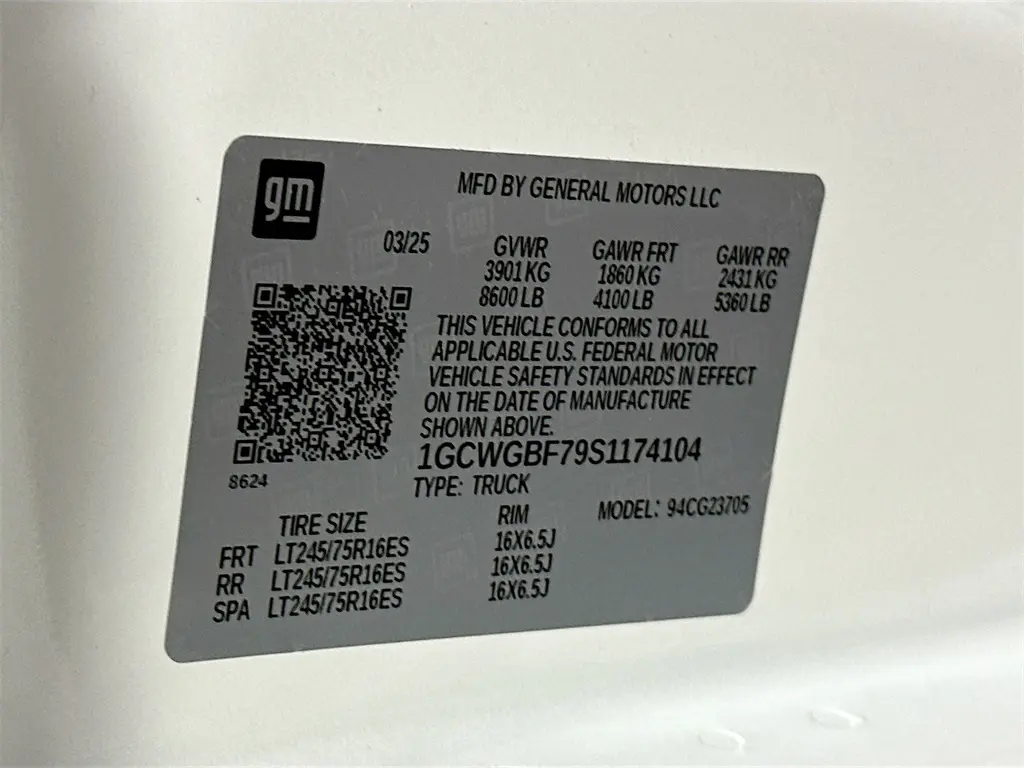 gm
MFD BY GENERAL MOTORS LLC
03/25 GVWR GAWR FRT GAWR RR
3901 KG 1860 KG 2431 KG
8600 LB 4100 LB 5360 LB
THIS VEHICLE CONFORMS TO ALL
APPLICABLE U.S. FEDERAL MOTOR
VEHICLE SAFETY STANDARDS IN EFFECT
ON THE DATE OF MANUFACTURE
SHOWN ABOVE.
1GCWGBF79S1174104
8624
TYPE: TRUCK
MODEL: 94CG23705
TIRE SIZE RIM
FRT LT245/75R16ES 16X6.5J
RR LT245/75R16ES 16X6.5J
SPA LT245/75R16ES 16X6.5J